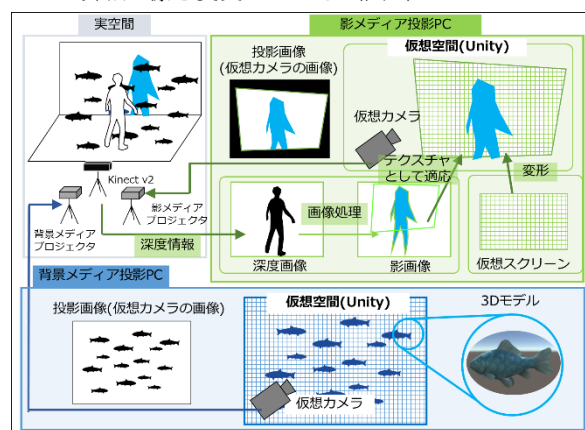 実空間
影メディア投影PC
投影画像
(仮想カメラの画像)
仮想空間(Unity)
仮想カメラ
テクスチャ
として適応
変形
Kinect v2
影メディア
プロジェクタ
背景メディア
プロジェクタ
深度情報
画像処理
深度画像
影画像
仮想スクリーン
背景メディア投影PC
投影画像(仮想カメラの画像)
仮想空間(Unity)
3Dモデル
仮想カメラ